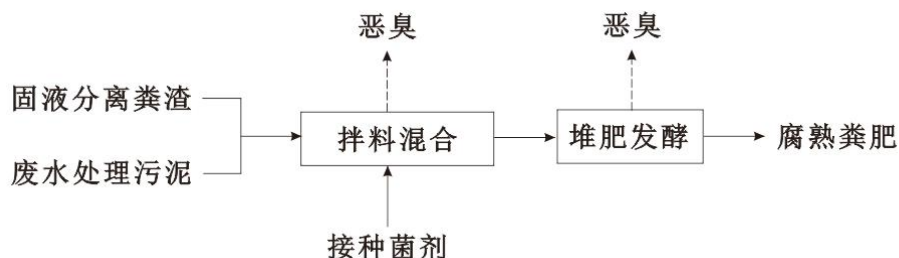 恶臭
恶臭
固液分离粪渣
拌料混合
堆肥发酵
腐熟粪肥
废水处理污泥
接种菌剂